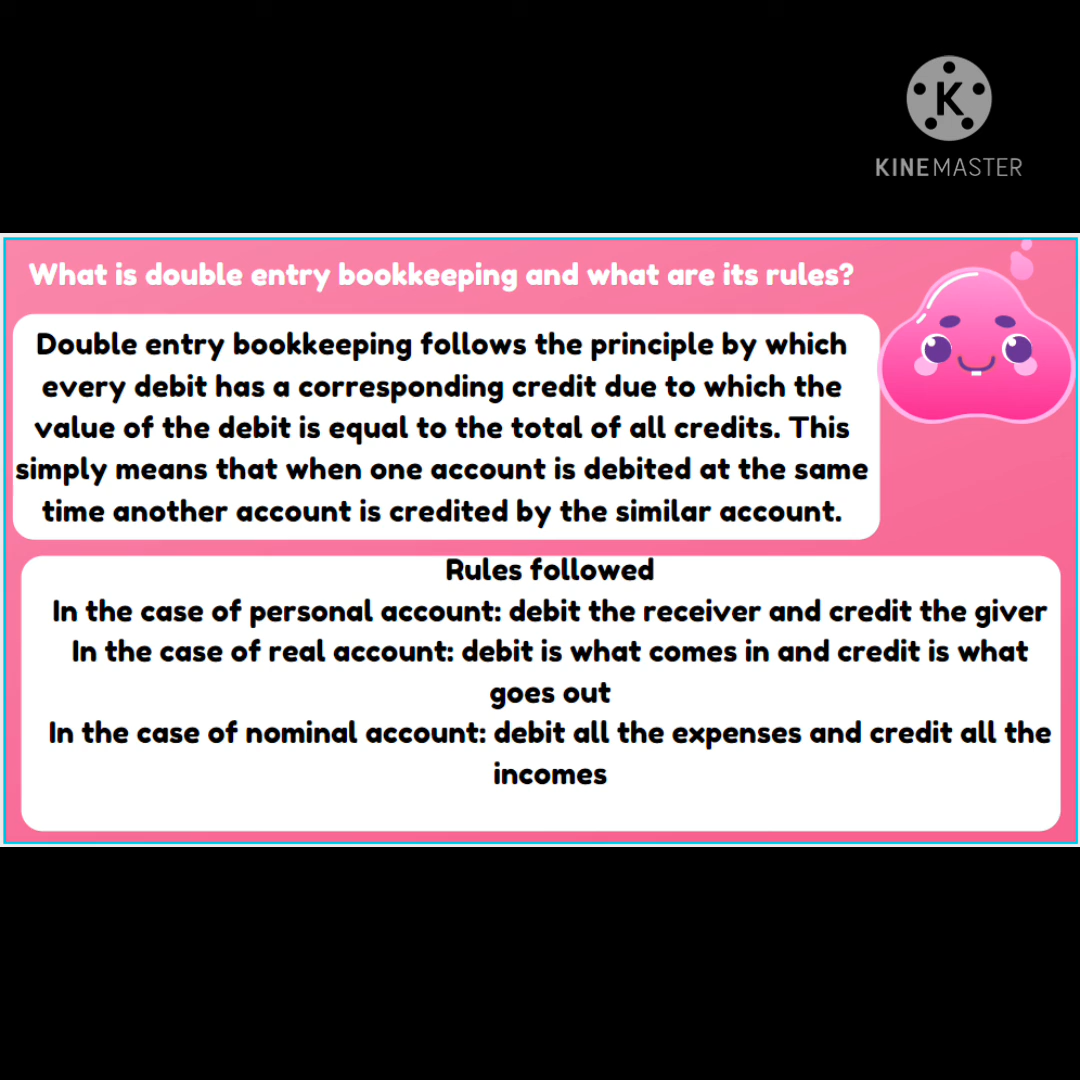 K
KINEMASTER
What is double entry bookkeeping and what are its rules?
Double entry bookkeeping follows the principle by which
every debit has a corresponding credit due to which the
value of the debit is equal to the total of all credits. This
simply means that when one account is debited at the same
time another account is credited by the similar account.
Rules followed
In the case of personal account: debit the receiver and credit the giver
In the case of real account: debit is what comes in and credit is what
goes out
In the case of nominal account: debit all the expenses and credit all the
incomes